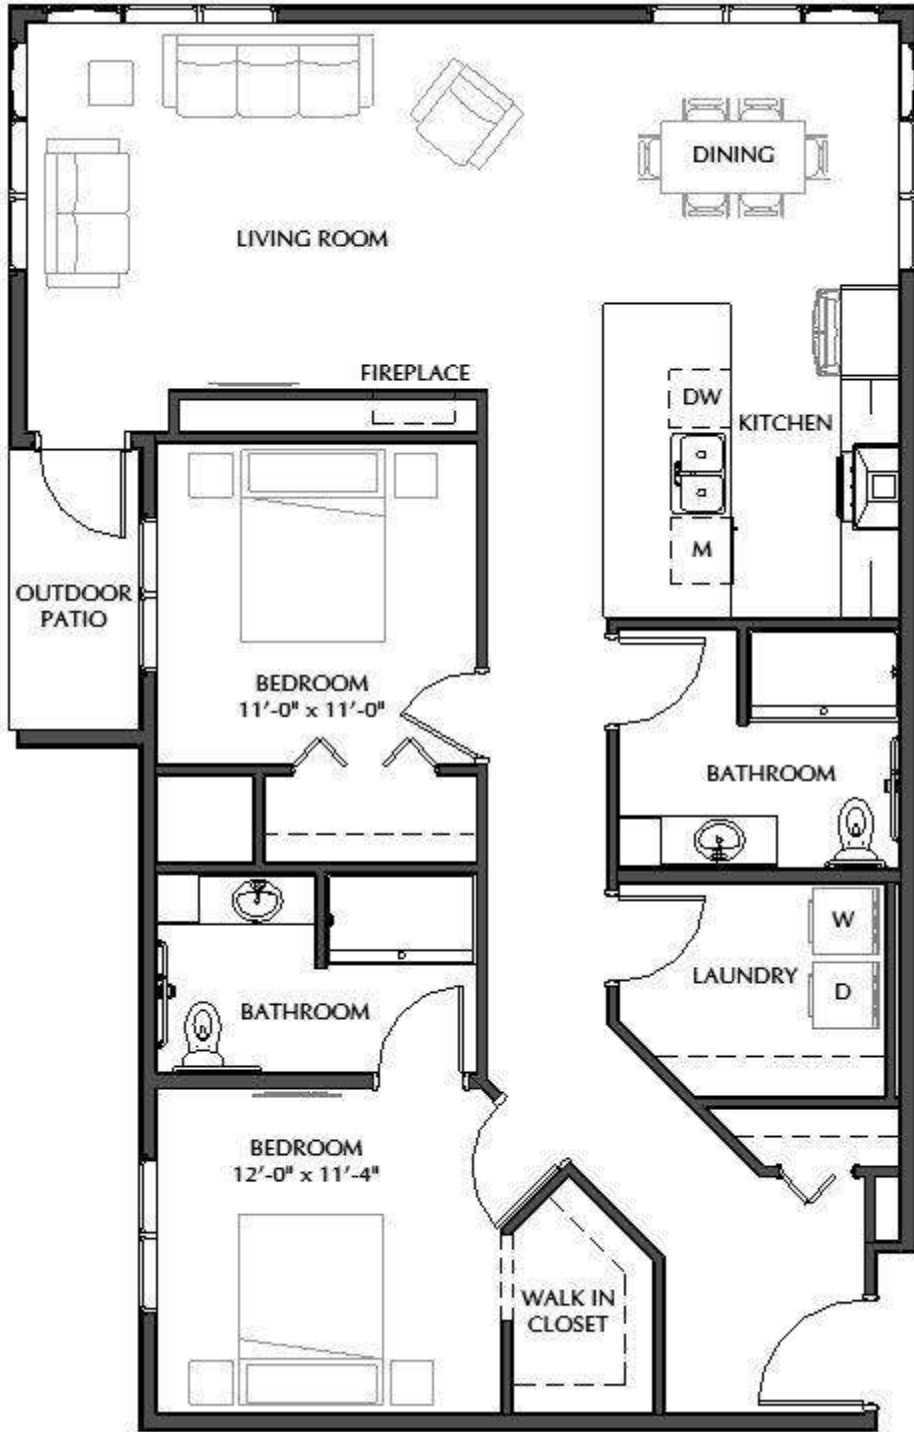 DINING
LIVING ROOM
FIREPLACE
DW
KITCHEN
M
OUTDOOR
PATIO
BEDROOM
11'-0" x 11'-0"
BATHROOM
W
LAUNDRY
D
BATHROOM
BEDROOM
12'-0" x 11'-4"
WALK IN
CLOSET